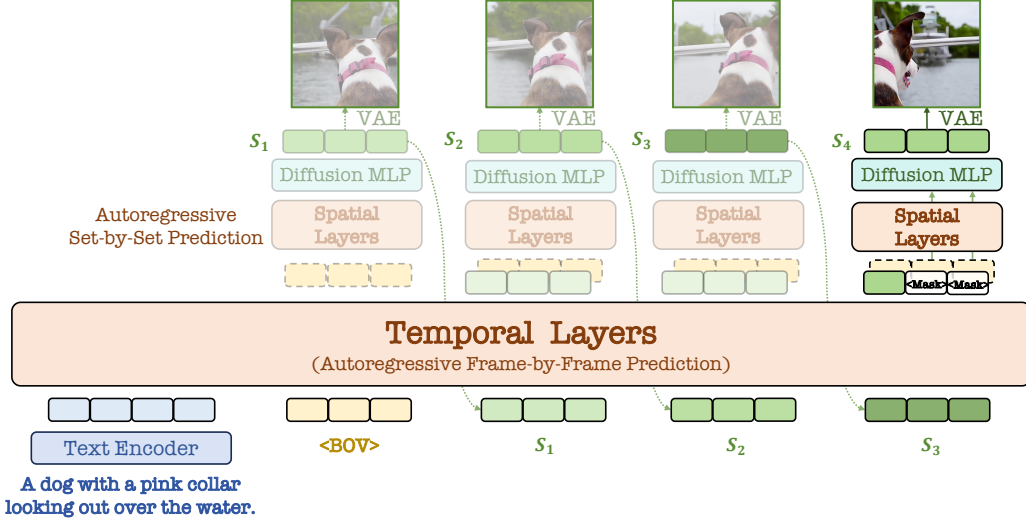 VAE
VAE
VAE
VAE
S₁
S₂
S₃
S₄
Diffusion MLP
Diffusion MLP
Diffusion MLP
Diffusion MLP
Autoregressive
Set-by-Set Prediction
Spatial
Layers
Spatial
Layers
Spatial
Layers
Spatial
Layers
<Mask>
<Mask>
Temporal Layers
(Autoregressive Frame-by-Frame Prediction)
Text Encoder
<BOV>
S₁
S₂
S₃
A dog with a pink collar
looking out over the water.